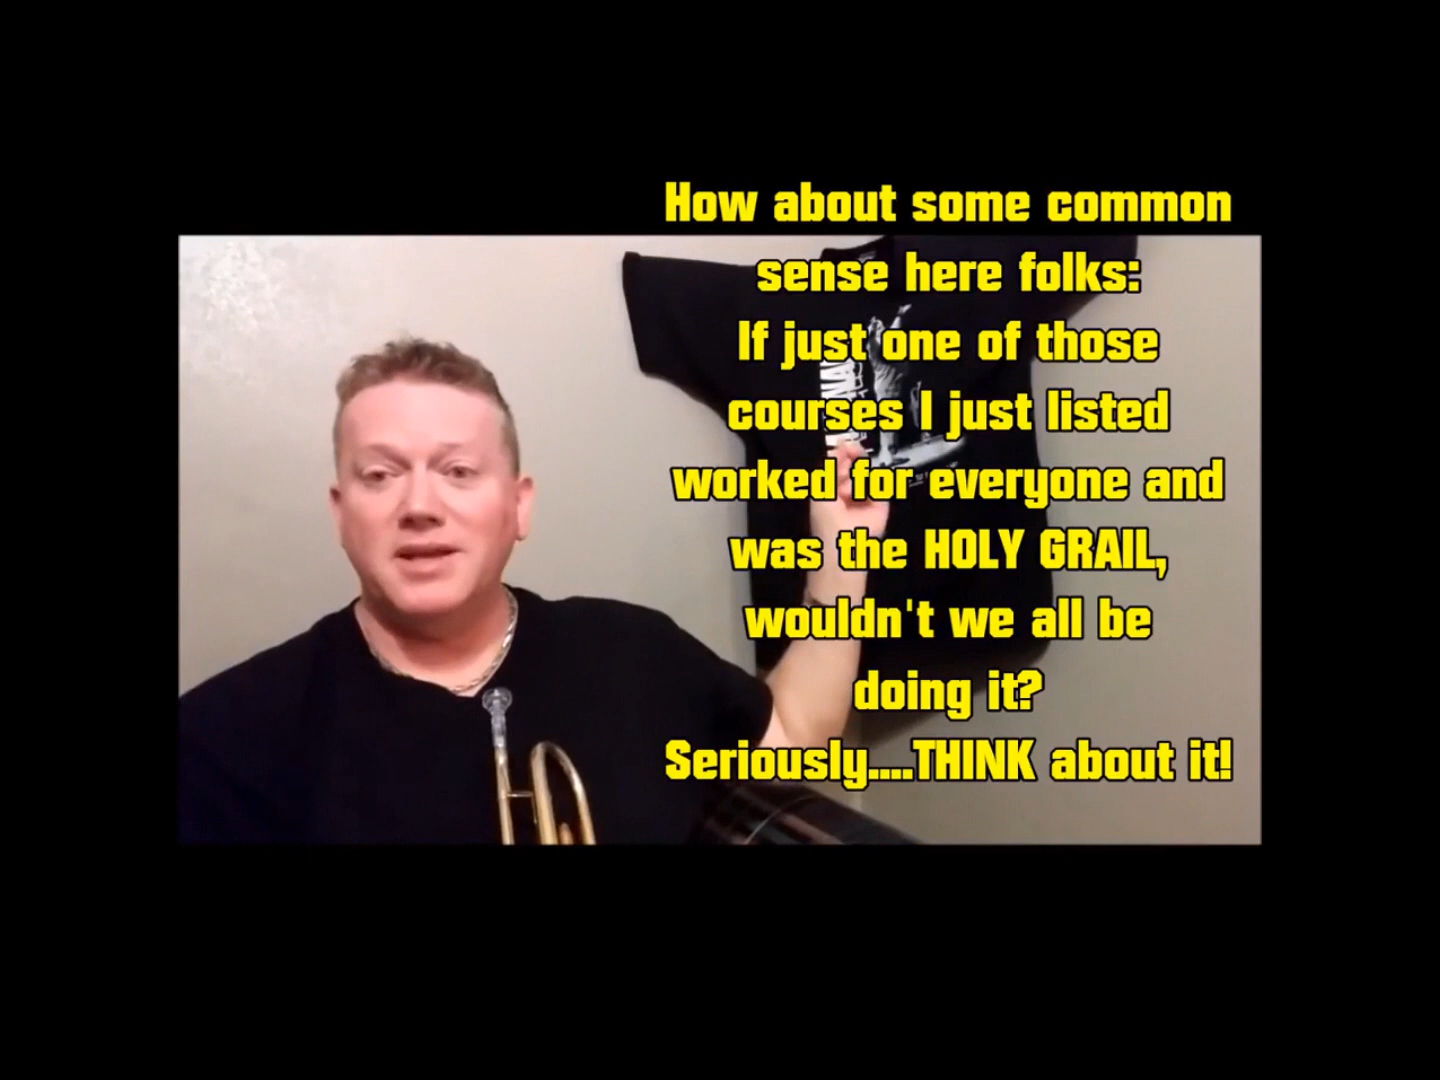 How about some common
sense here folks:
If just one of those
courses I just listed
worked for everyone and
was the HOLY GRAIL,
wouldn't we all be
doing it?
Seriously....THINK about it!